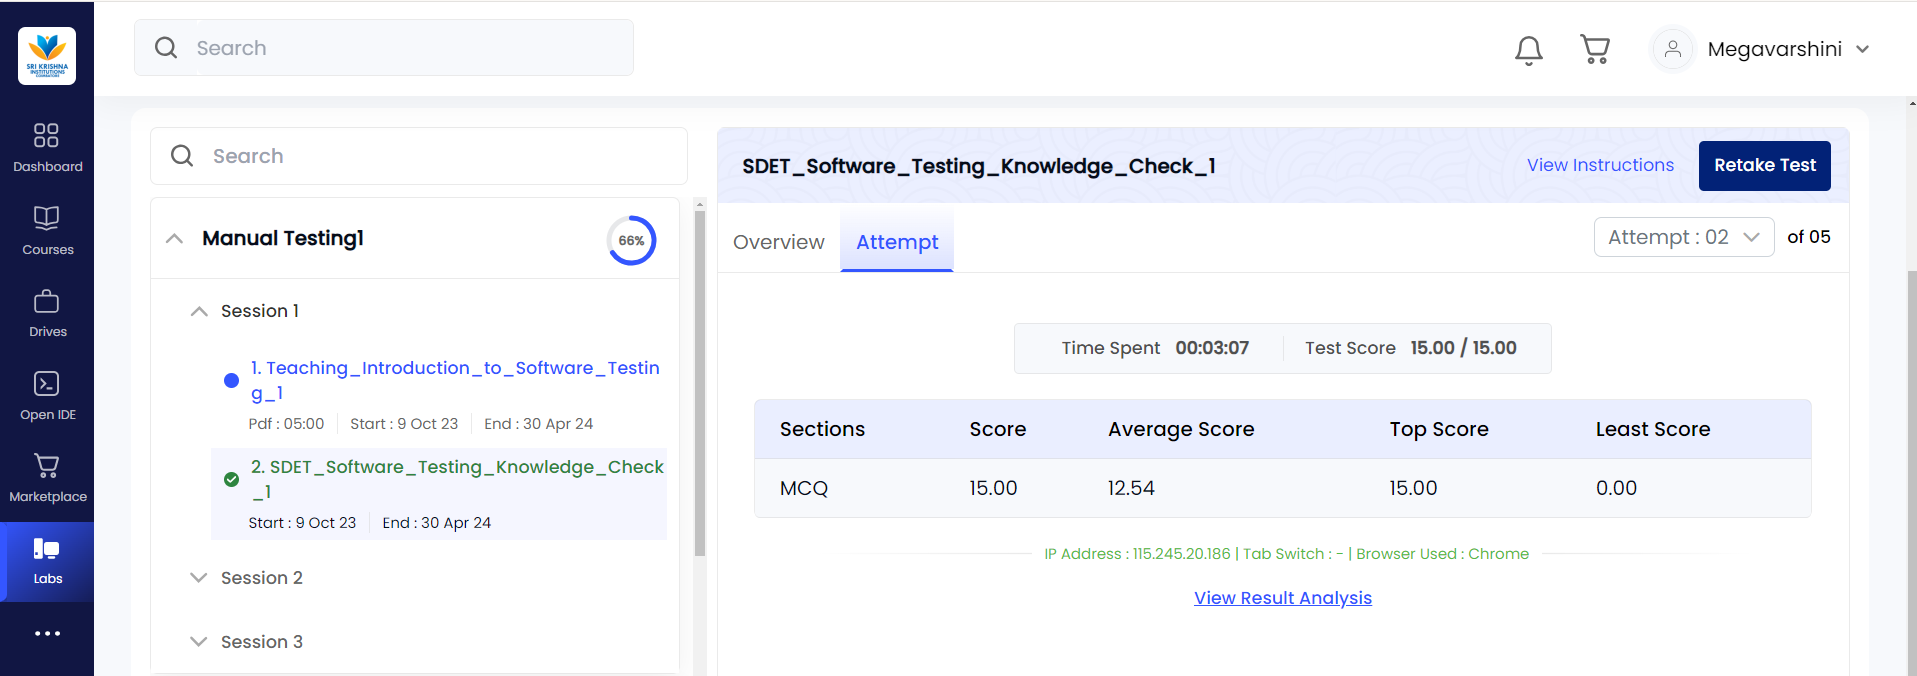 SRI KRISHNA
INSTITUTIONS
COIMBATORE
Search
Megavarshini
Dashboard
Courses
Drives
Open IDE
Marketplace
Labs
Search
Manual Testing1
66%
Session 1
1. Teaching_Introduction_to_Software_Testin
g_1
Pdf : 05:00 Start : 9 Oct 23 End : 30 Apr 24
2. SDET_Software_Testing_Knowledge_Check
_1
Start : 9 Oct 23 End : 30 Apr 24
Session 2
Session 3
SDET_Software_Testing_Knowledge_Check_1
View Instructions
Retake Test
Overview
Attempt
Attempt : 02
of 05
Time Spent 00:03:07 Test Score 15.00 / 15.00
Sections Score Average Score Top Score Least Score
MCQ 15.00 12.54 15.00 0.00
IP Address : 115.245.20.186 | Tab Switch : - | Browser Used : Chrome
View Result Analysis